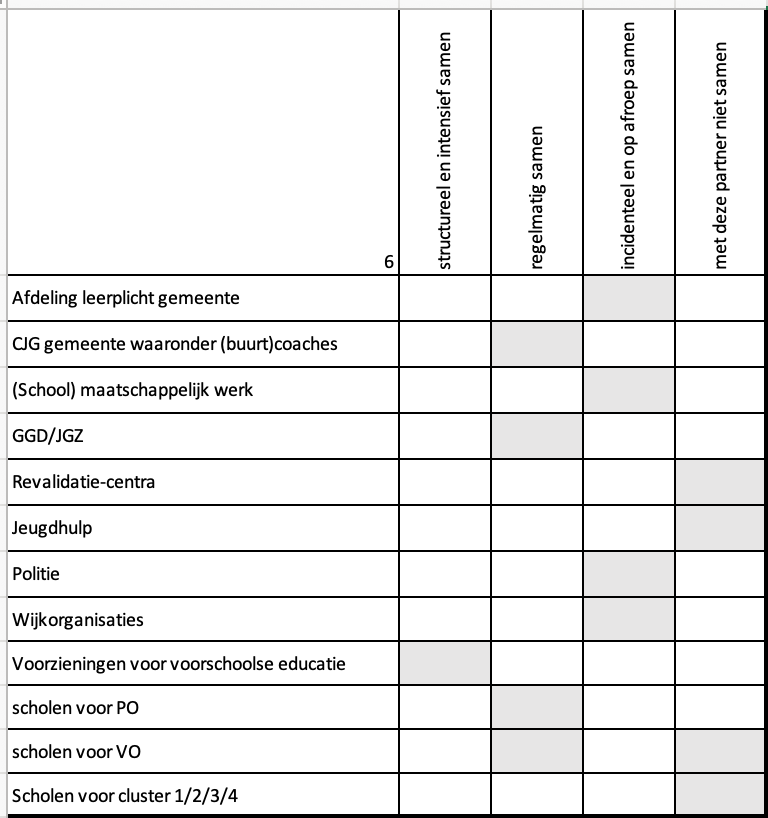 structureel en intensief samen
regelmatig samen
incidenteel en op afroep samen
met deze partner niet samen
6
Afdeling leerplicht gemeente
CJG gemeente waaronder (buurt)coaches
(School) maatschappelijk werk
GGD/JGZ
Revalidatie-centra
Jeugdhulp
Politie
Wijkorganisaties
Voorzieningen voor voorschoolse educatie
scholen voor PO
scholen voor VO
Scholen voor cluster 1/2/3/4